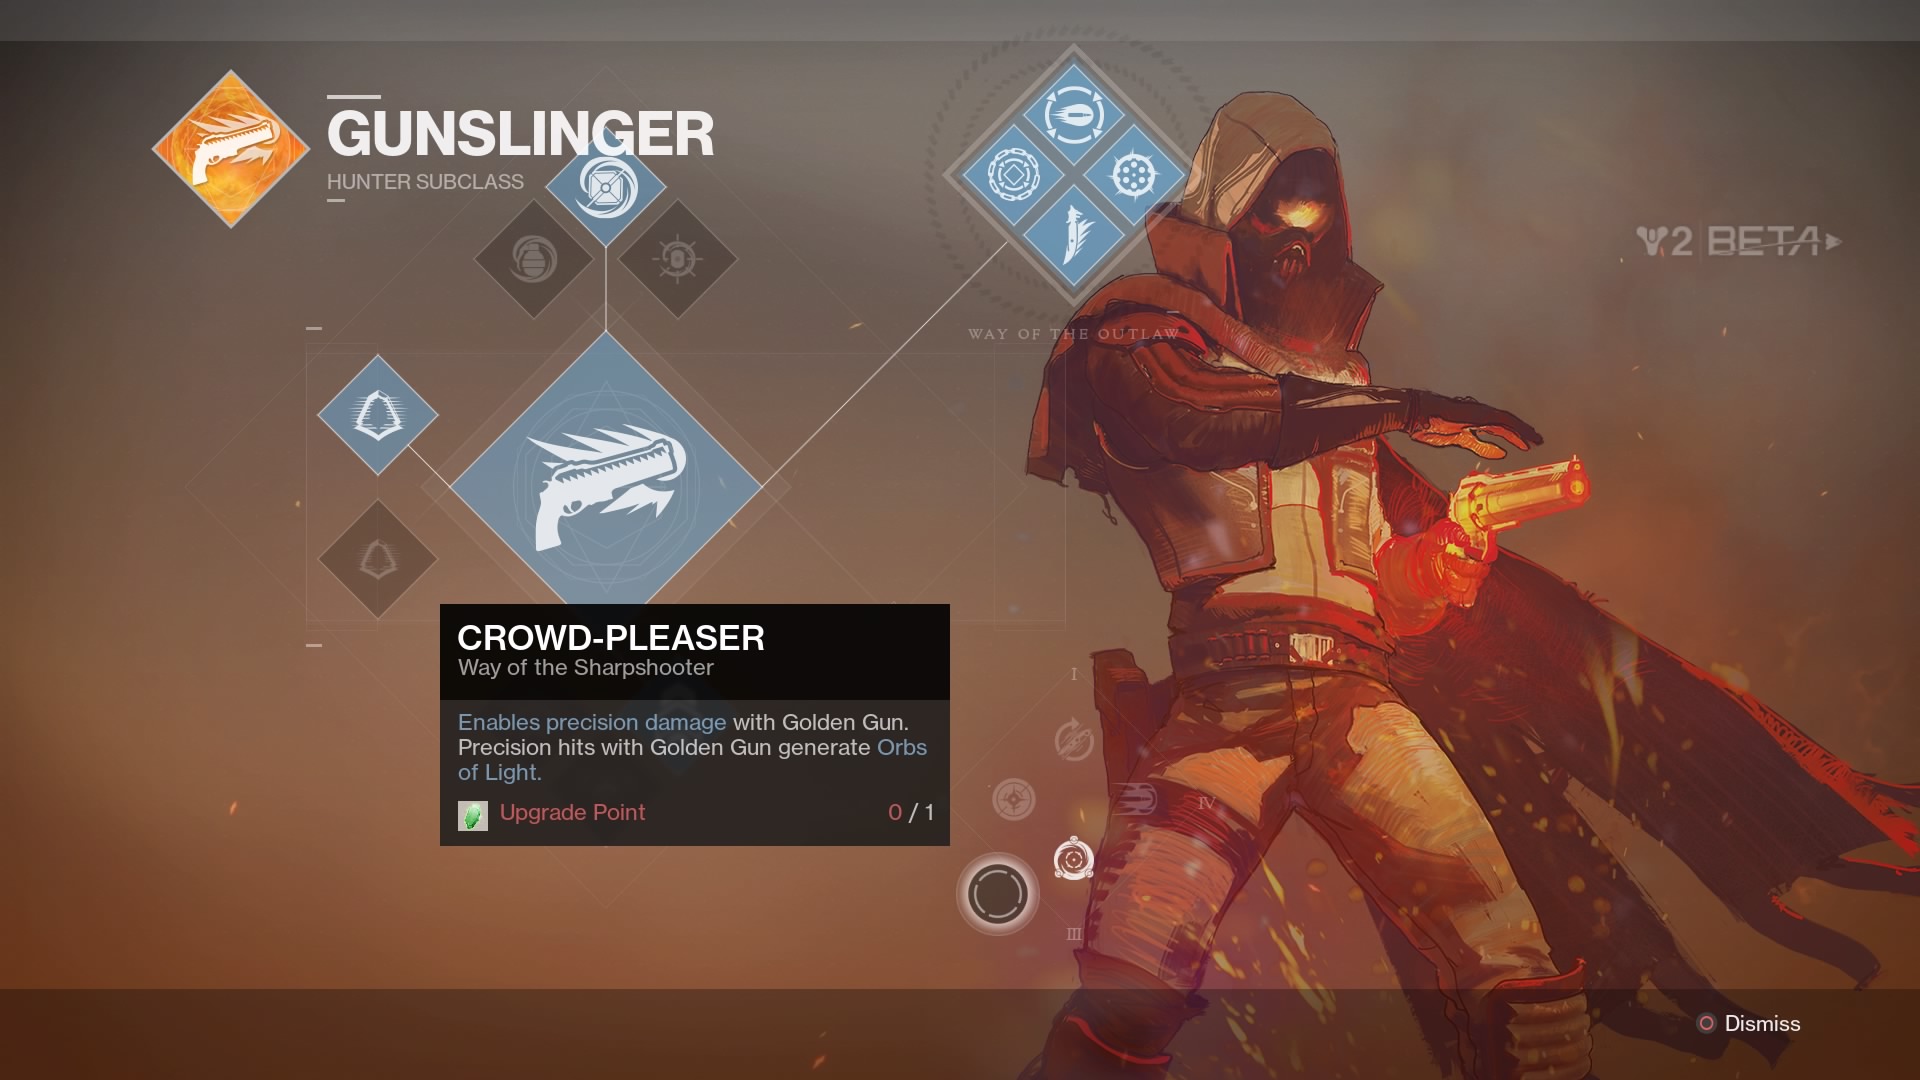 GUNSLINGER
HUNTER SUBCLASS
2 BETA
WAY OF THE OUTLAW
CROWD-PLEASER
Way of the Sharpshooter
Enables precision damage with Golden Gun.
Precision hits with Golden Gun generate Orbs
of Light.
Upgrade Point 0 / 1
I
IV
III
Dismiss